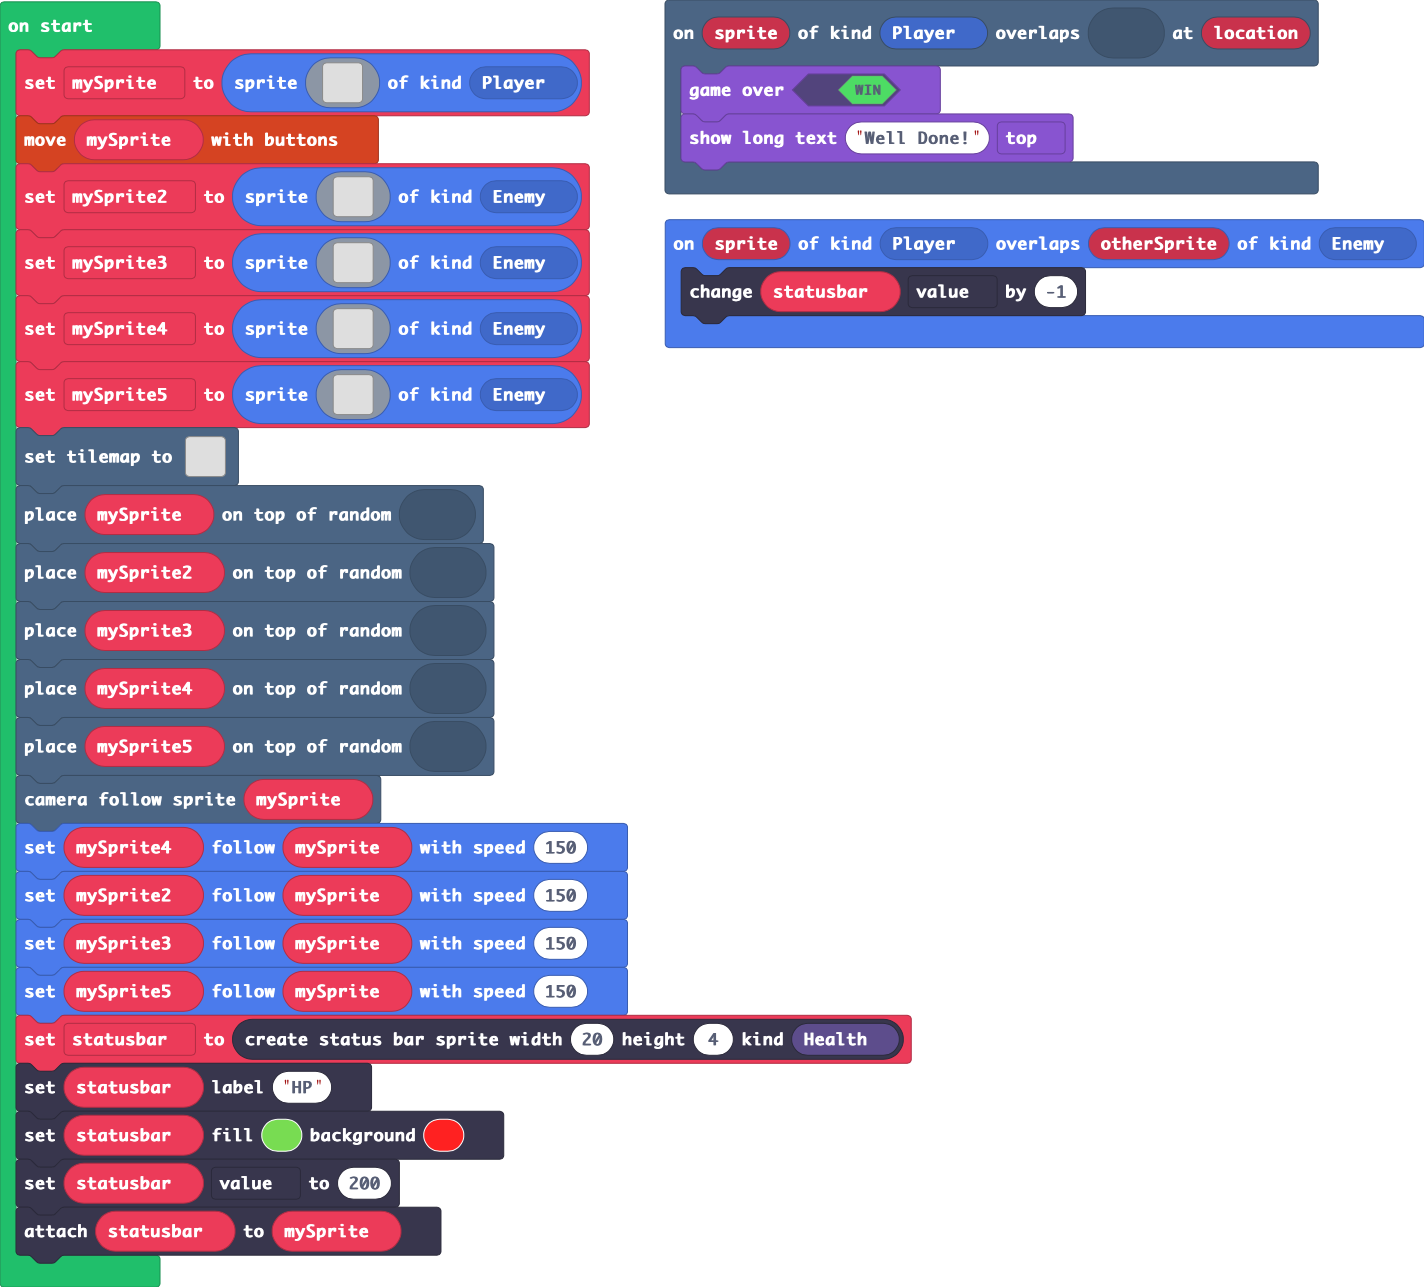 on start
set mySprite to sprite of kind Player
move mySprite with buttons
set mySprite2 to sprite of kind Enemy
set mySprite3 to sprite of kind Enemy
set mySprite4 to sprite of kind Enemy
set mySprite5 to sprite of kind Enemy
set tilemap to
place mySprite on top of random
place mySprite2 on top of random
place mySprite3 on top of random
place mySprite4 on top of random
place mySprite5 on top of random
camera follow sprite mySprite
set mySprite4 follow mySprite with speed 150
set mySprite2 follow mySprite with speed 150
set mySprite3 follow mySprite with speed 150
set mySprite5 follow mySprite with speed 150
set statusbar to create status bar sprite width 20 height 4 kind Health
set statusbar label "HP"
set statusbar fill background
set statusbar value to 200
attach statusbar to mySprite
on sprite of kind Player overlaps at location
game over WIN
show long text "Well Done!" top
on sprite of kind Player overlaps otherSprite of kind Enemy
change statusbar value by -1